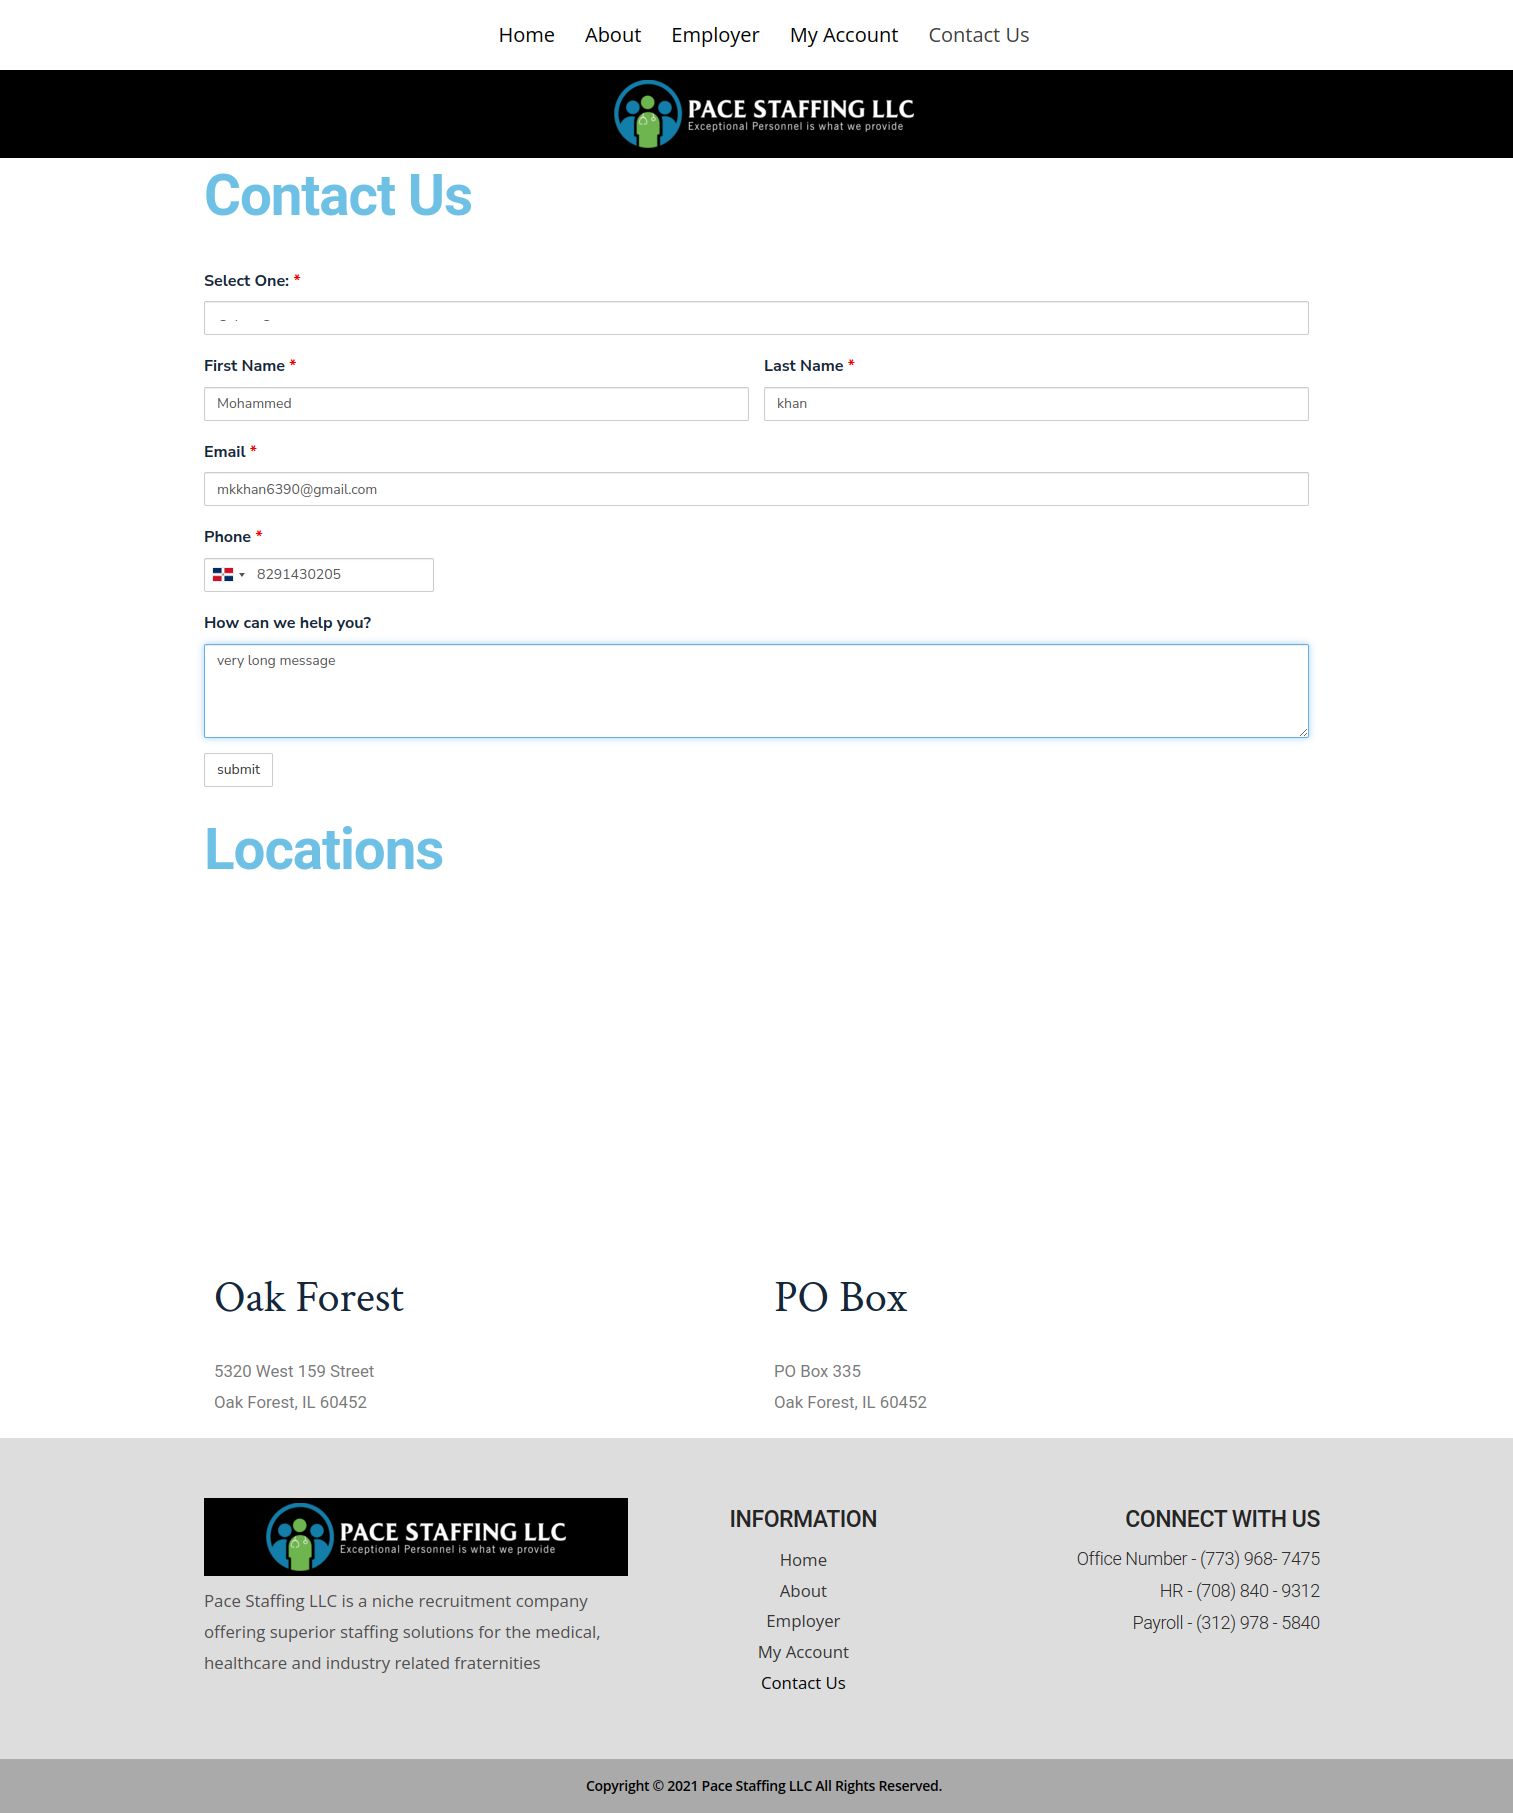 Home About Employer My Account Contact Us
PACE STAFFING LLC
Exceptional Personnel is what we provide
Contact Us
Select One: *
First Name * Last Name *
Mohammed khan
Email *
mkkhan6390@gmail.com
Phone *
8291430205
How can we help you?
very long message
submit
Locations
Oak Forest
5320 West 159 Street
Oak Forest, IL 60452
PO Box
PO Box 335
Oak Forest, IL 60452
PACE STAFFING LLC
Exceptional Personnel is what we provide
Pace Staffing LLC is a niche recruitment company
offering superior staffing solutions for the medical,
healthcare and industry related fraternities
INFORMATION
Home
About
Employer
My Account
Contact Us
CONNECT WITH US
Office Number - (773) 968- 7475
HR - (708) 840 - 9312
Payroll - (312) 978 - 5840
Copyright © 2021 Pace Staffing LLC All Rights Reserved.